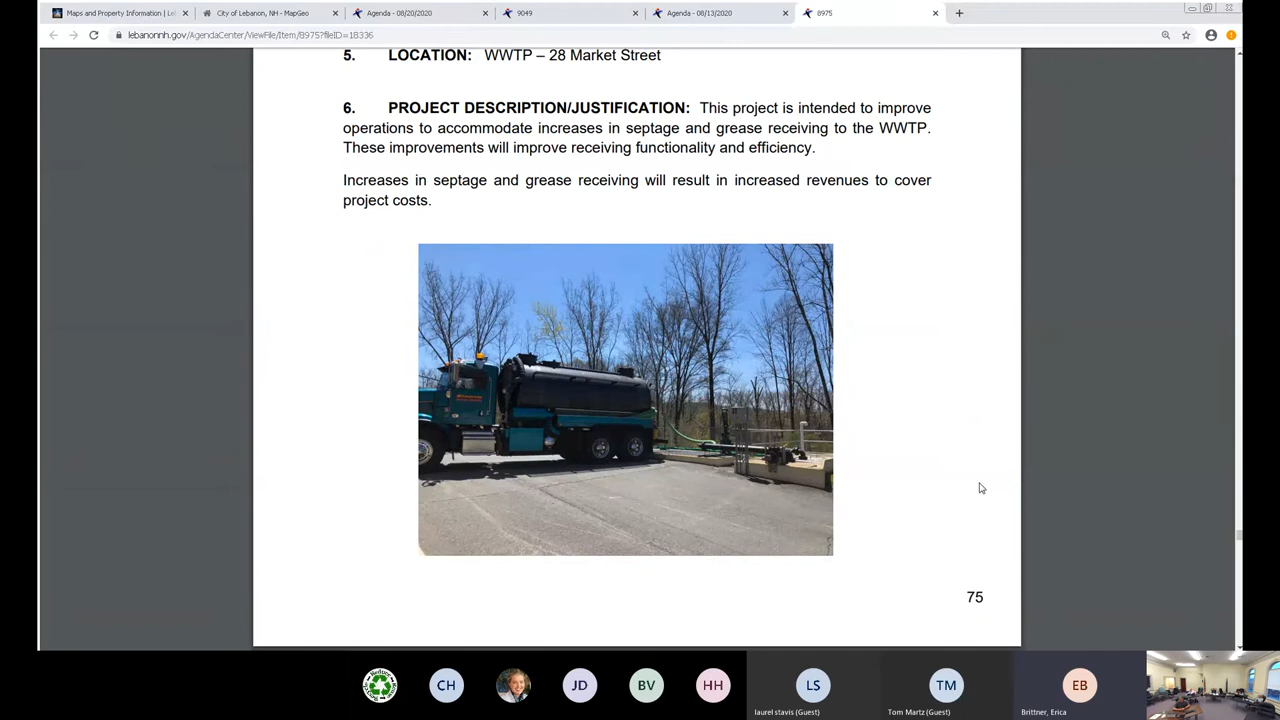 Maps and Property Information | Le
City of Lebanon, NH - MapGeo
Agenda - 08/20/2020
9049
Agenda - 08/13/2020
8975
lebanonnh.gov/AgendaCenter/ViewFile/Item/8975?fileID=18336
5. LOCATION: WWTP – 28 Market Street
6. PROJECT DESCRIPTION/JUSTIFICATION: This project is intended to improve
operations to accommodate increases in septage and grease receiving to the WWTP.
These improvements will improve receiving functionality and efficiency.
Increases in septage and grease receiving will result in increased revenues to cover
project costs.
75
CH
JD
BV
HH
LS
TM
EB
laurel stavis (Guest)
Tom Martz (Guest)
Brittner, Erica